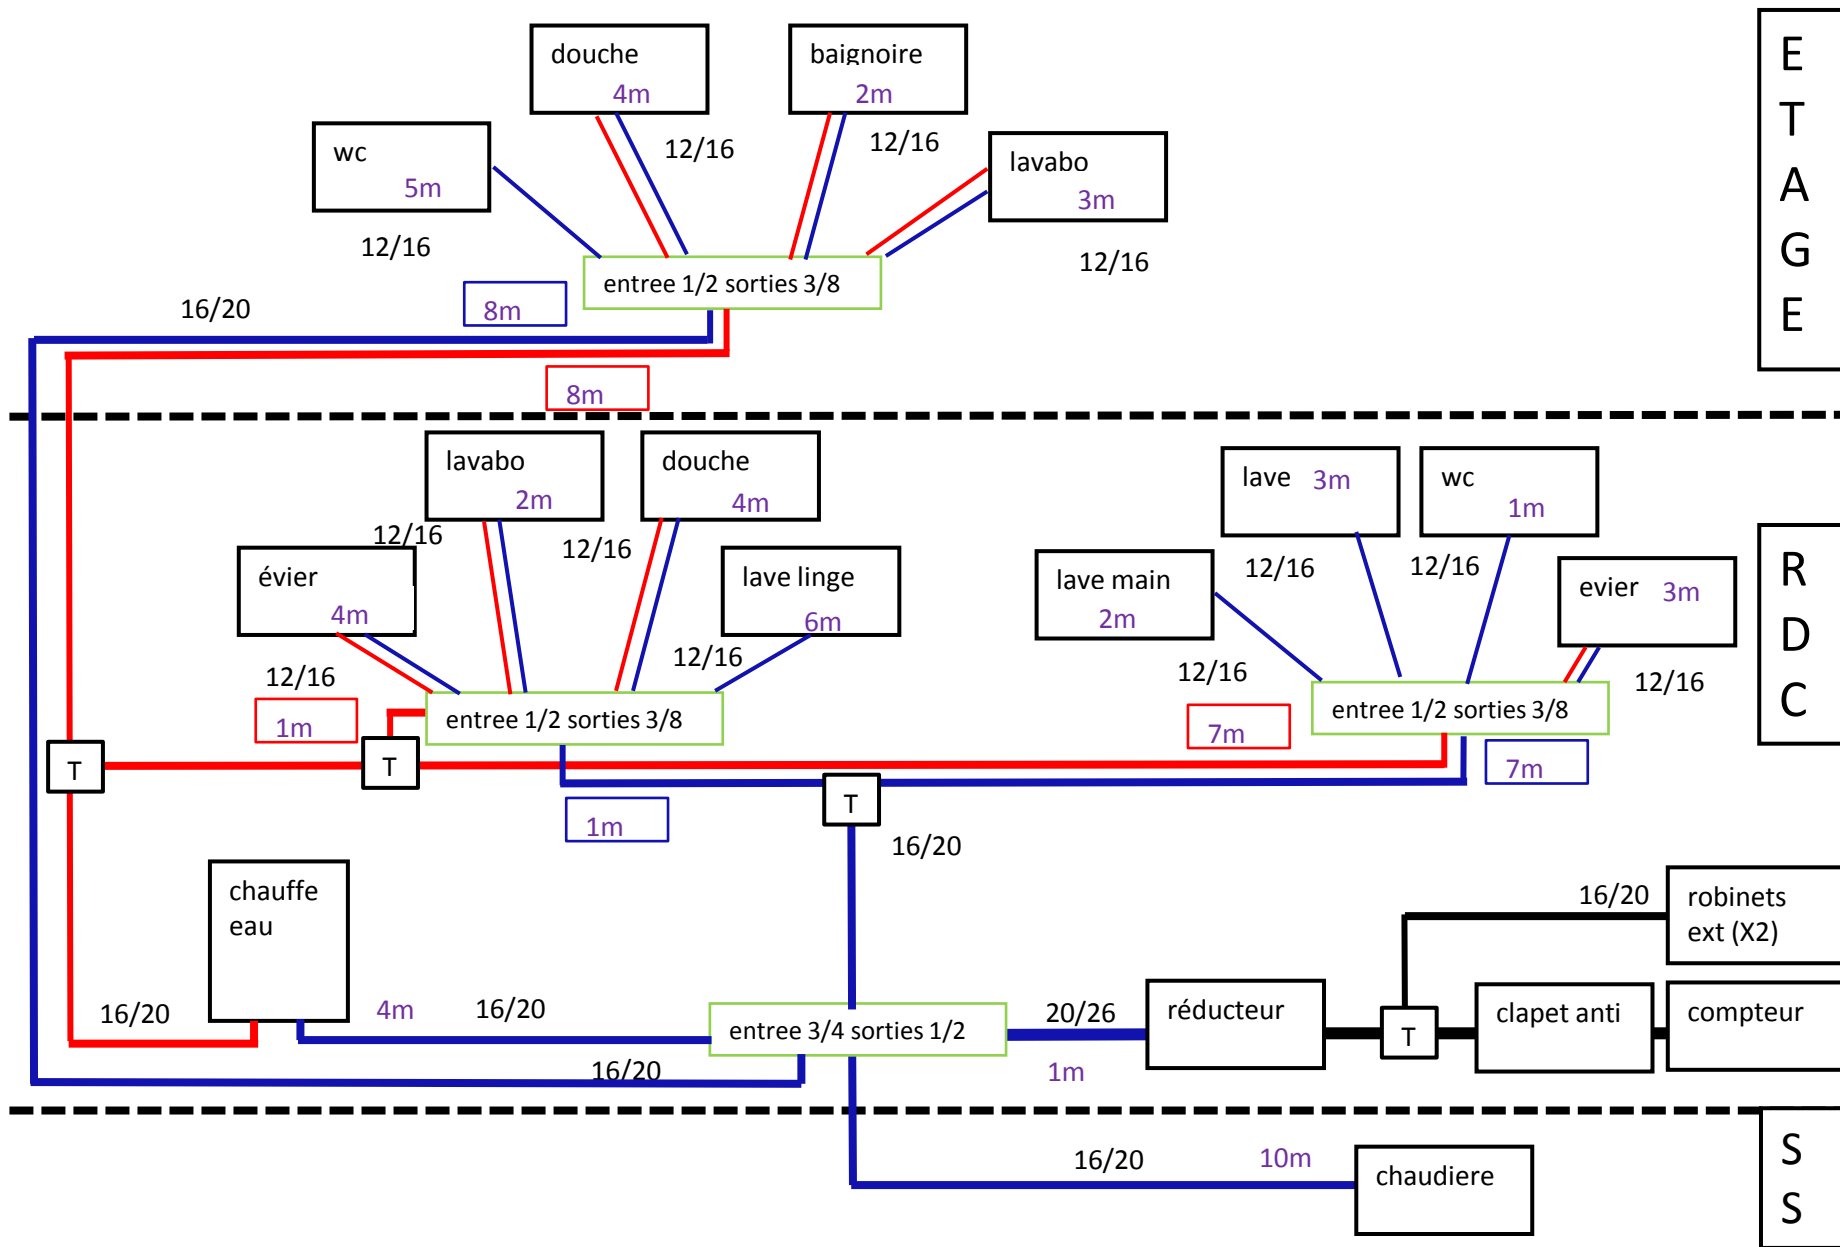 E
T
A
G
E
douche
4m
baignoire
2m
12/16
12/16
wc
5m
lavabo
3m
12/16
12/16
entree 1/2 sorties 3/8
16/20
8m
8m
lavabo
2m
douche
4m
lave 3m
wc
1m
12/16
12/16
12/16
12/16
évier
4m
lave linge
6m
lave main
2m
evier 3m
R
D
C
12/16
12/16
12/16
12/16
1m
entree 1/2 sorties 3/8
7m
entree 1/2 sorties 3/8
7m
T
T
T
1m
16/20
chauffe
eau
16/20
robinets
ext (X2)
16/20
4m
16/20
entree 3/4 sorties 1/2
20/26
réducteur
T
clapet anti
compteur
16/20
1m
16/20
10m
chaudiere
S
S